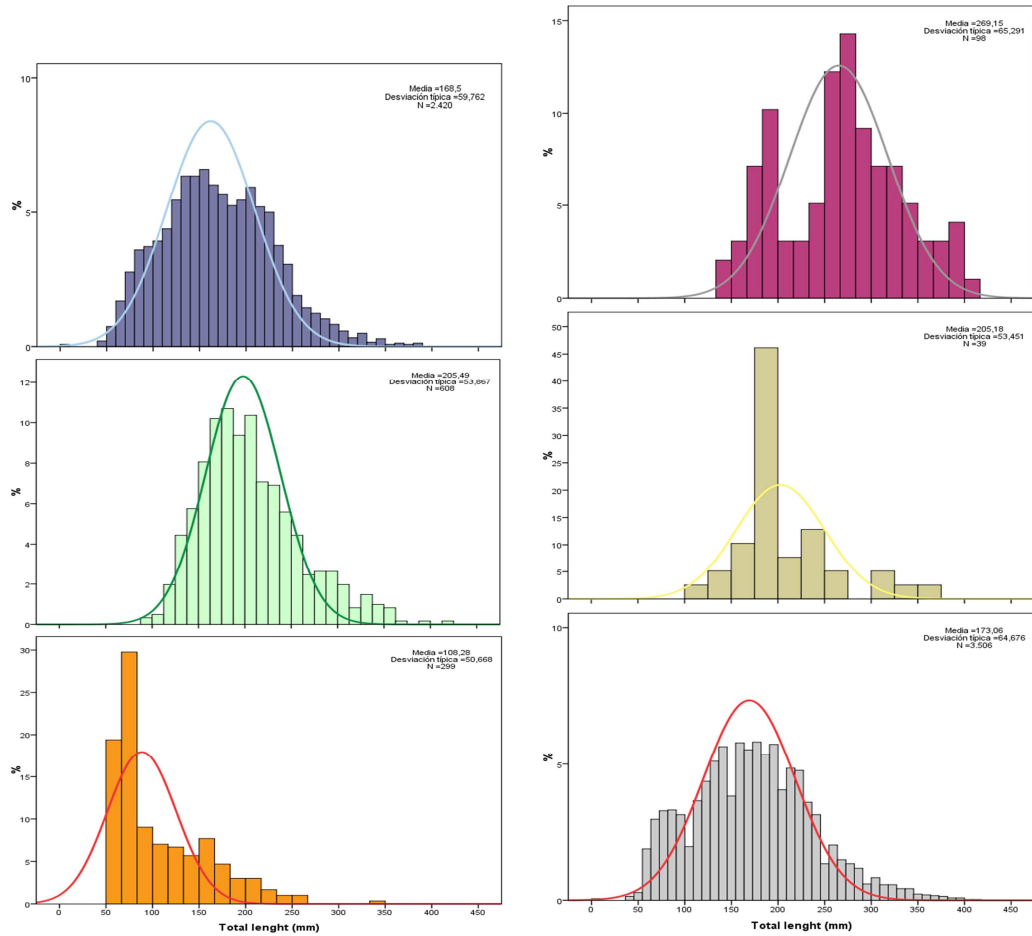 Media =168,5
Desviación típica =59,762
N =2.420
10
5
0
%
Media =205,49
Desviación típica =53,867
N =608
12
10
8
6
4
2
0
%
Media =108,28
Desviación típica =50,668
N =299
30
25
20
15
10
5
0
%
0 50 100 150 200 250 300 350 400 450
Total lenght (mm)
Media =269,15
Desviación típica =65,291
N =98
15
10
5
0
%
Media =205,18
Desviación típica =53,451
N =39
50
45
40
35
30
25
20
15
10
5
0
%
Media =173,06
Desviación típica =64,676
N =3.506
10
5
0
%
0 50 100 150 200 250 300 350 400 450
Total lenght (mm)